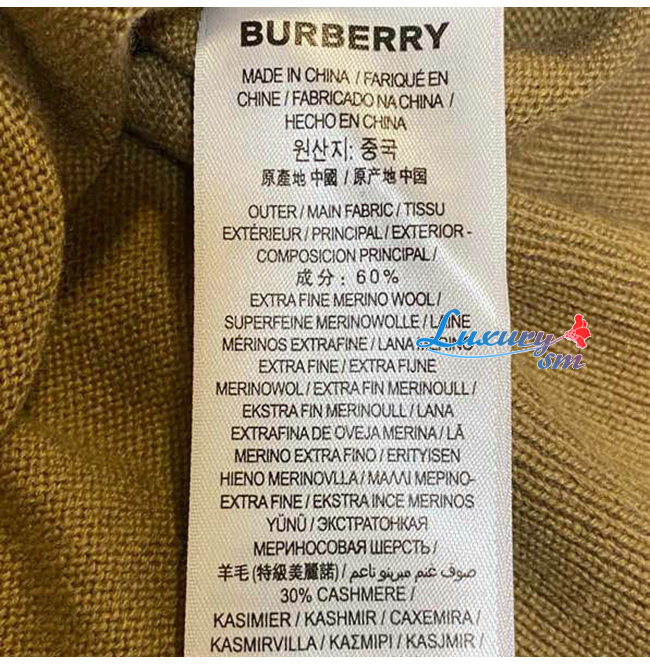 BURBERRY
MADE IN CHINA / FARIQUÉ EN
CHINE / FABRICADO NA CHINA /
HECHO EN CHINA
원산지: 중국
原產地 中國 / 原产地 中国
OUTER / MAIN FABRIC / TISSU
EXTÉRIEUR / PRINCIPAL / EXTERIOR -
COMPOSICION PRINCIPAL /
成分: 60%
EXTRA FINE MERINO WOOL /
SUPERFEINE MERINOWOLLE / LAINE
MÉRINOS EXTRAFINE / LANA MERINO
EXTRA FINE / EXTRA FIJNE
MERINOWOL / EXTRA FIN MERINOULL /
EKSTRA FIN MERINOULL / LANA
EXTRAFINA DE OVEJA MERINA / LÃ
MERINO EXTRA FINO / ERITYISEN
HIENO MERINOVLLA / ΜΑΛΛΙ ΜΕΡΙΝΟ-
EXTRA FINE / EKSTRA INCE MERINOS
YÜNÜ / ЭКСТРАТОНКАЯ
МЕРИНОСОВАЯ ШЕРСТЬ /
羊毛 (特級美麗諾) / صوف غنم ميرينو ناعم /
30% CASHMERE /
KASIMIER / KASHMIR / CAXEMIRA /
KASMIRVILLA / ΚΑΣΜΙΡΙ / KASJMIR /
Luxury
sm